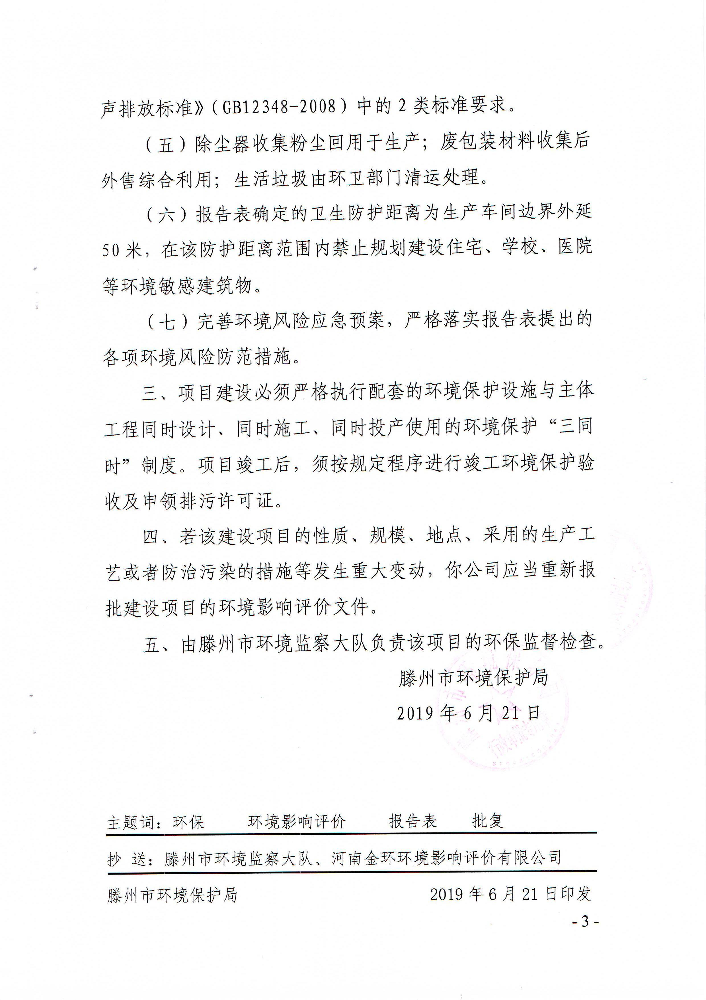 声排放标准》（GB12348-2008）中的 2 类标准要求。
（五）除尘器收集粉尘回用于生产；废包装材料收集后
外售综合利用；生活垃圾由环卫部门清运处理。
（六）报告表确定的卫生防护距离为生产车间边界外延
50 米，在该防护距离范围内禁止规划建设住宅、学校、医院
等环境敏感建筑物。
（七）完善环境风险应急预案，严格落实报告表提出的
各项环境风险防范措施。
三、项目建设必须严格执行配套的环境保护设施与主体
工程同时设计、同时施工、同时投产使用的环境保护“三同
时”制度。项目竣工后，须按规定程序进行竣工环境保护验
收及申领排污许可证。
四、若该建设项目的性质、规模、地点、采用的生产工
艺或者防治污染的措施等发生重大变动，你公司应当重新报
批建设项目的环境影响评价文件。
五、由滕州市环境监察大队负责该项目的环保监督检查。
滕州市环境保护局
2019 年 6 月 21 日
主题词：环保 环境影响评价 报告表 批复
抄 送：滕州市环境监察大队、河南金环环境影响评价有限公司
滕州市环境保护局 2019 年 6 月 21 日印发
- 3 -